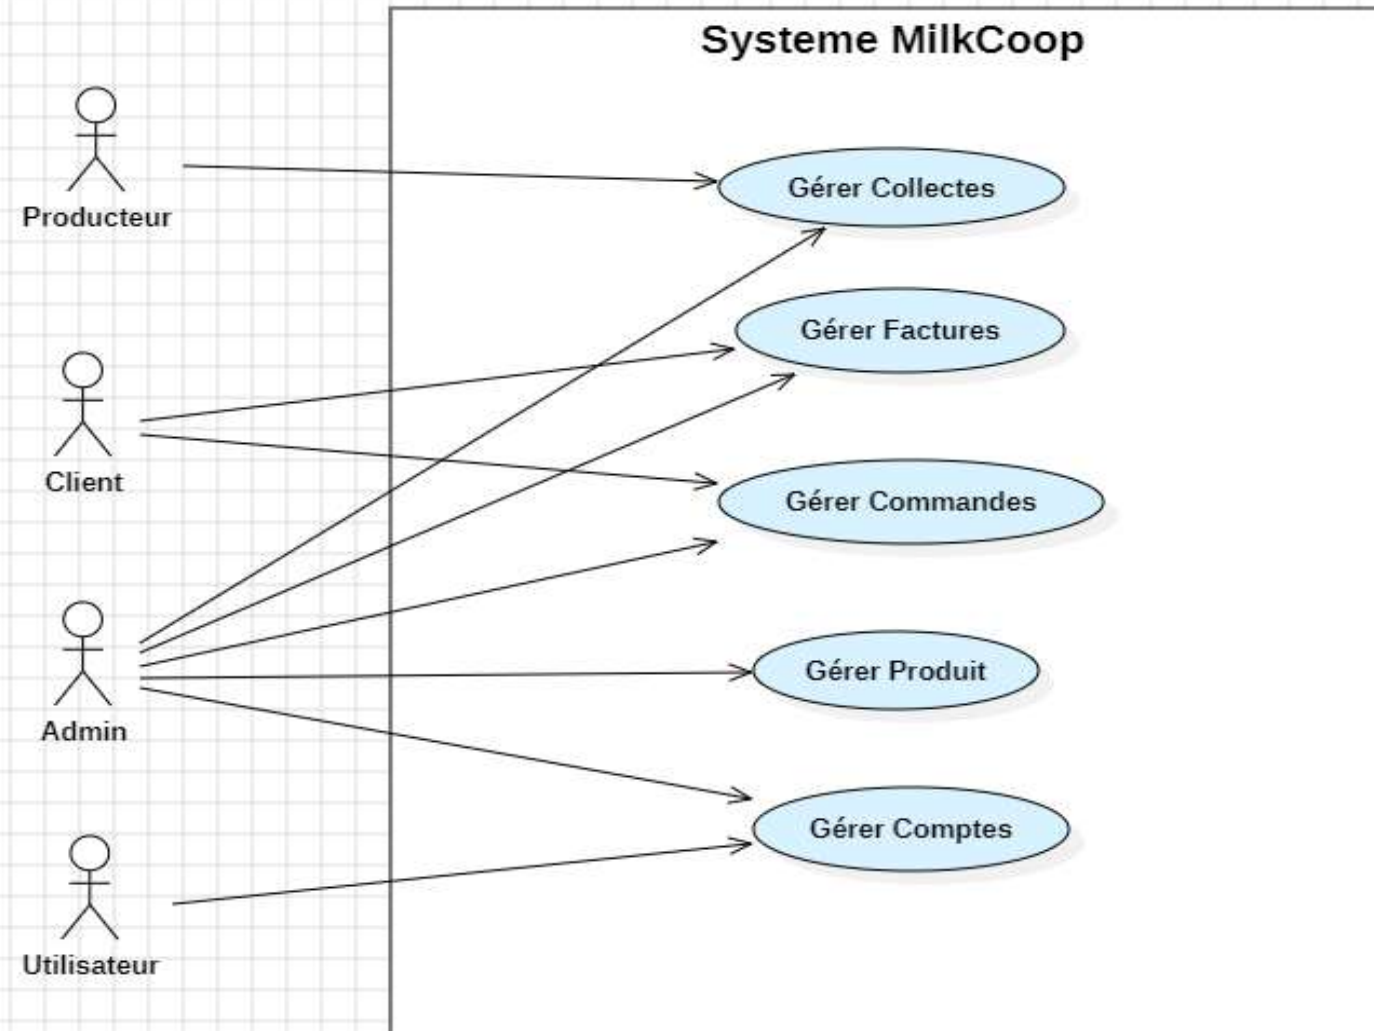 Systeme MilkCoop
Producteur
Gérer Collectes
Gérer Factures
Client
Gérer Commandes
Admin
Gérer Produit
Gérer Comptes
Utilisateur